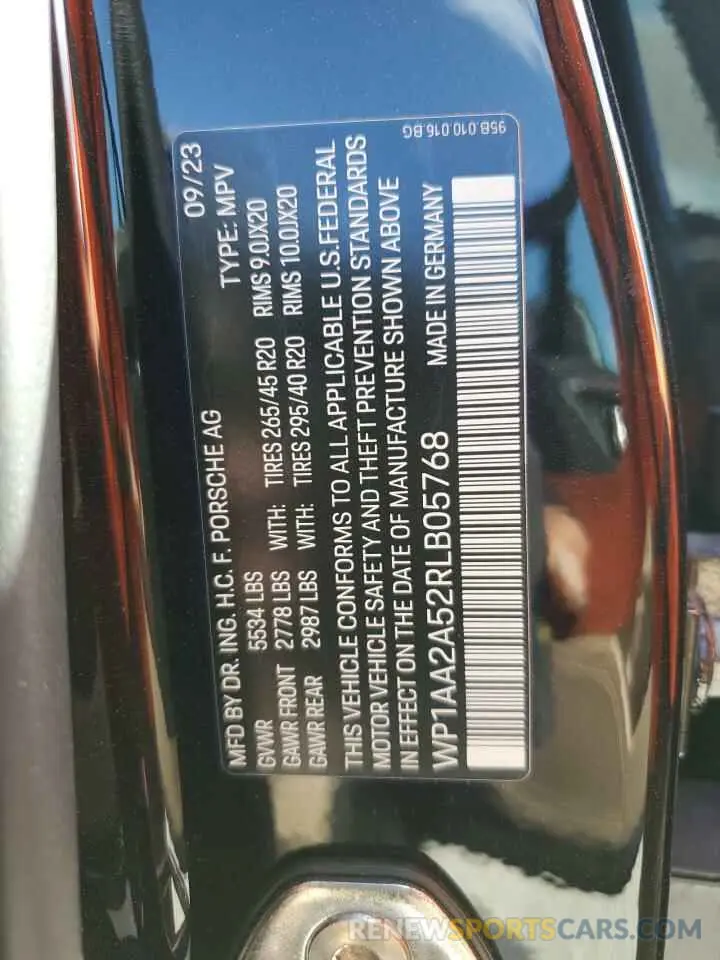 95B.010.016.BG
MFD BY DR. ING. H.C. F. PORSCHE AG 09/23
GVWR 5534 LBS TYPE: MPV
GAWR FRONT 2778 LBS WITH: TIRES 265/45 R20 RIMS 9.0JX20
GAWR REAR 2987 LBS WITH: TIRES 295/40 R20 RIMS 10.0JX20
THIS VEHICLE CONFORMS TO ALL APPLICABLE U.S.FEDERAL
MOTOR VEHICLE SAFETY AND THEFT PREVENTION STANDARDS
IN EFFECT ON THE DATE OF MANUFACTURE SHOWN ABOVE
WP1AA2A52RLB05768 MADE IN GERMANY
RENEWSPORTSCARS.COM